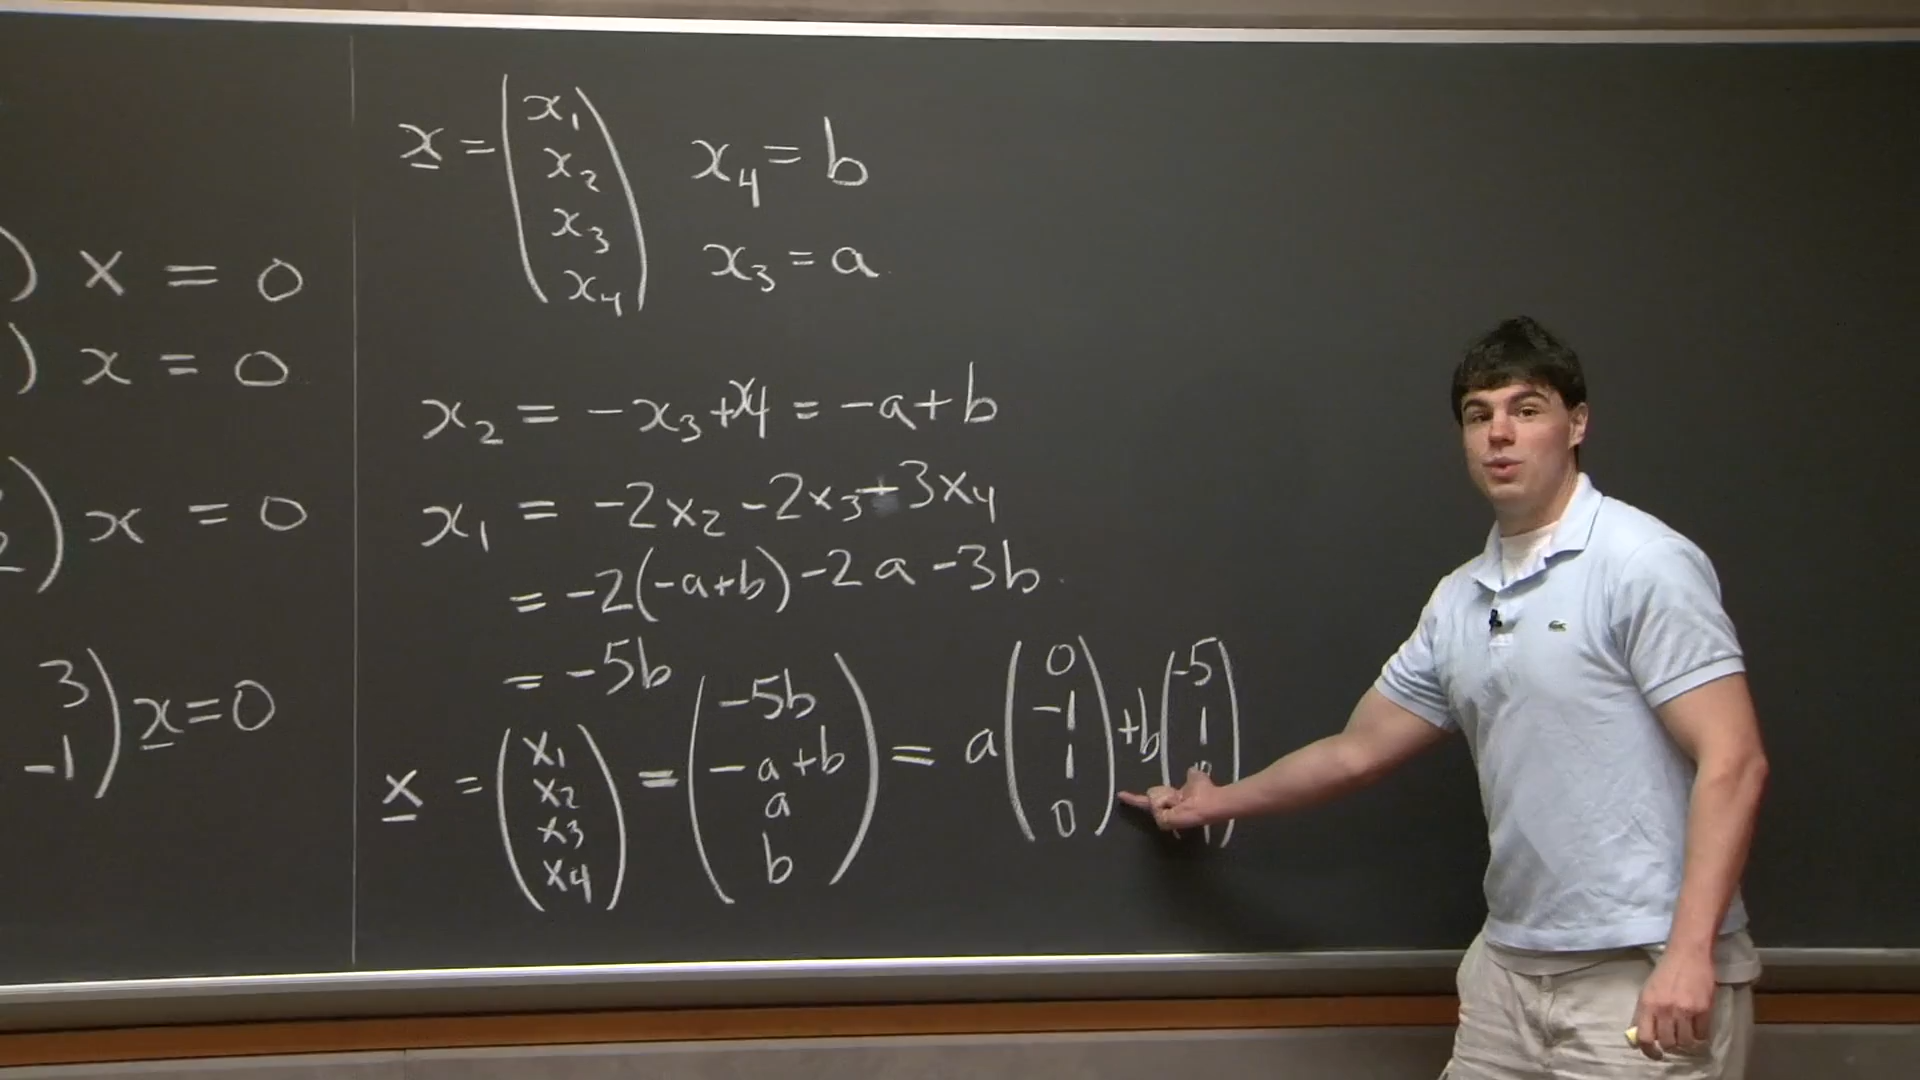 ) x = 0
) x = 0
) x = 0
3
-1 ) x = 0
x = ( x₁ x₂ x₃ x₄ )
x₄ = b
x₃ = a
x₂ = -x₃ + x₄ = -a + b
x₁ = -2x₂ - 2x₃ - 3x₄
= -2(-a+b) - 2a - 3b
= -5b
x = ( x₁ x₂ x₃ x₄ ) = ( -5b -a+b a b ) = a ( 0 -1 1 0 ) + b ( -5 1